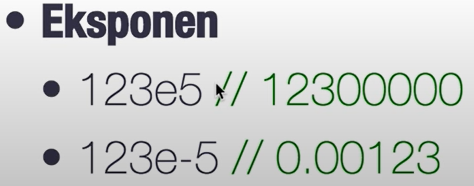 • Eksponen
• 123e5 // 12300000
• 123e-5 // 0.00123